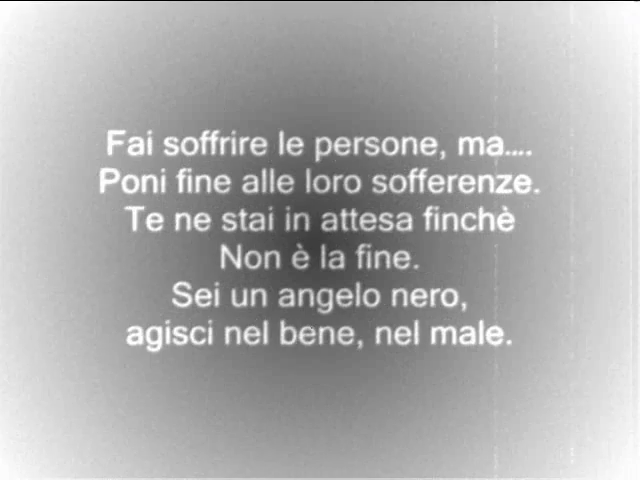 Fai soffrire le persone, ma....
Poni fine alle loro sofferenze.
Te ne stai in attesa finchè
Non è la fine.
Sei un angelo nero,
agisci nel bene, nel male.